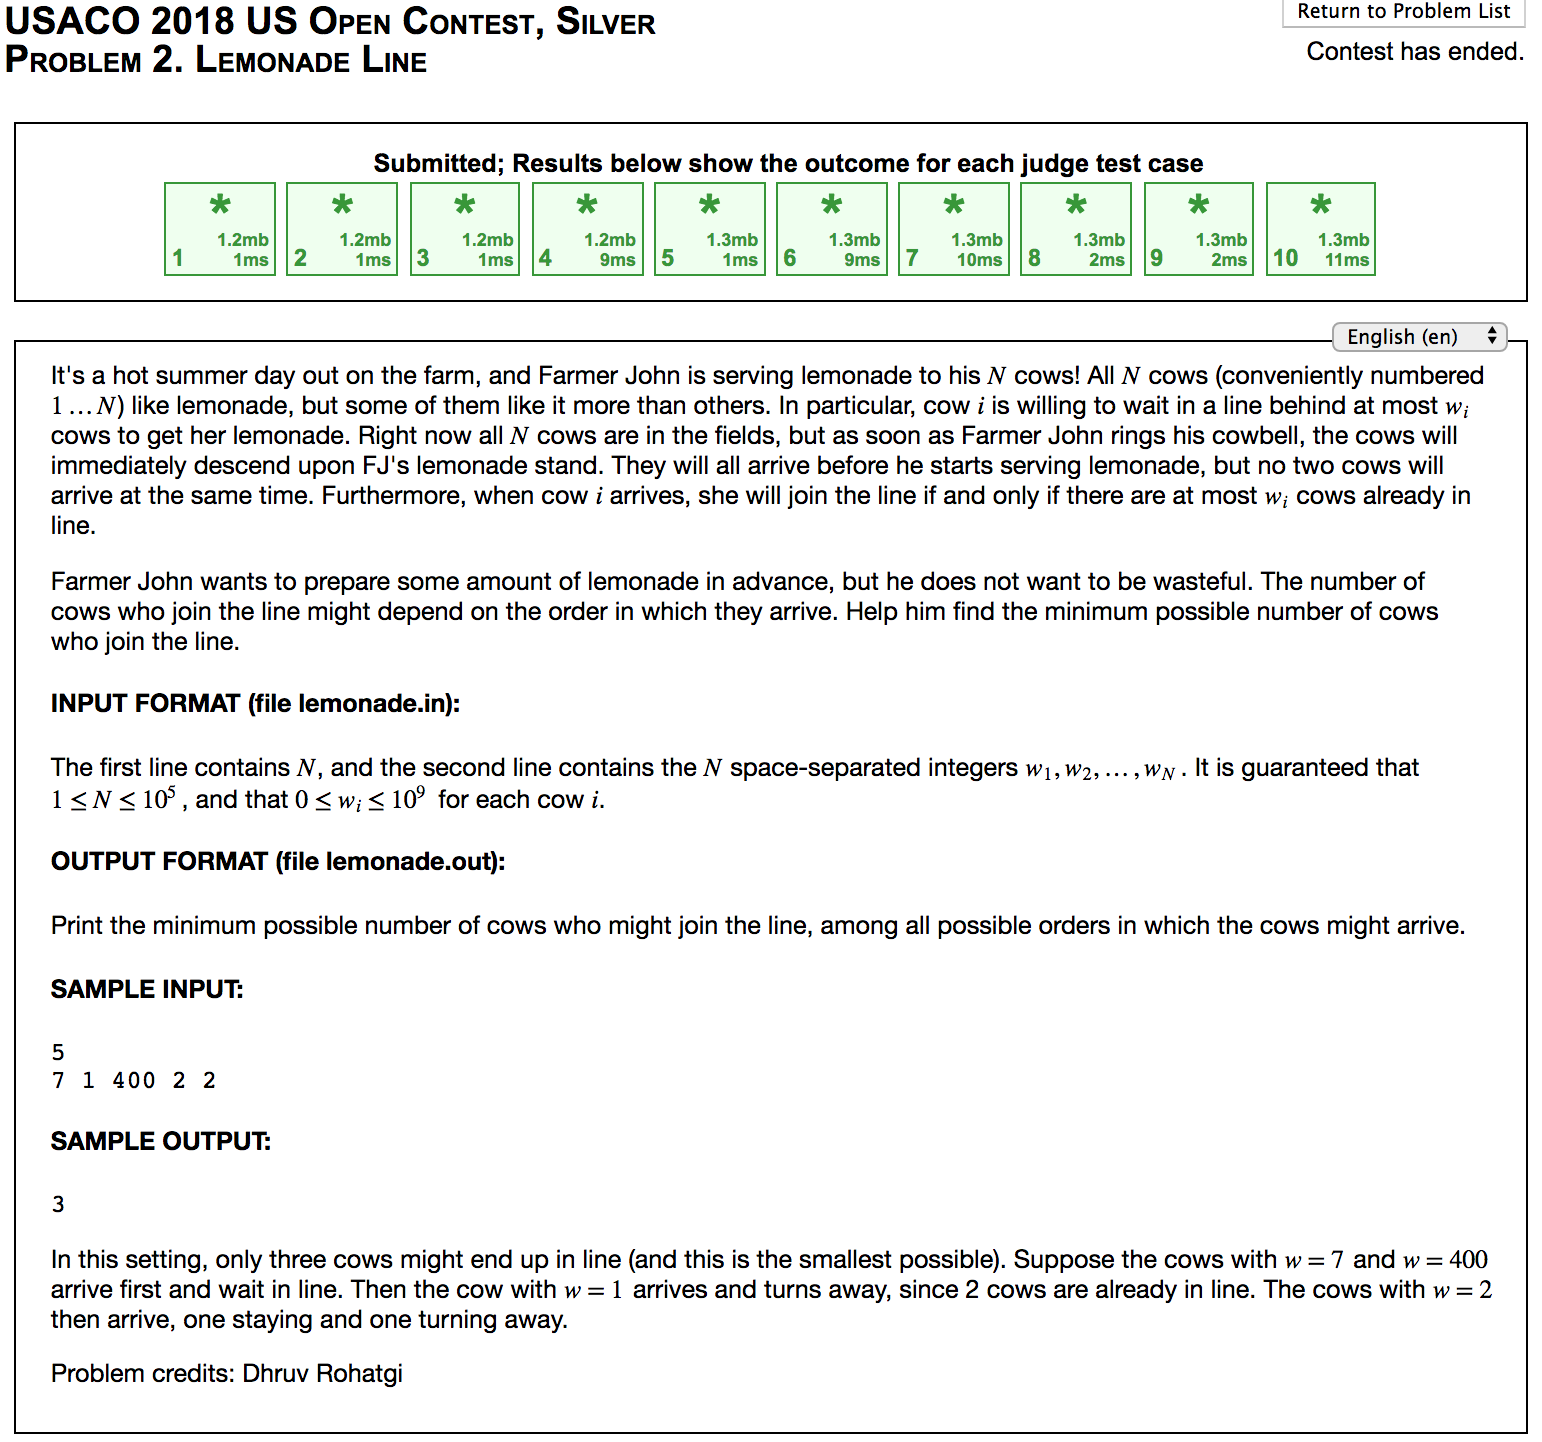 USACO 2018 US Open Contest, Silver
Return to Problem List
Problem 2. Lemonade Line
Contest has ended.
Submitted; Results below show the outcome for each judge test case
* * * * * * * * * *
1.2mb 1.2mb 1.2mb 1.2mb 1.3mb 1.3mb 1.3mb 1.3mb 1.3mb 1.3mb
1 1ms 2 1ms 3 1ms 4 9ms 5 1ms 6 9ms 7 10ms 8 2ms 9 2ms 10 11ms
English (en)
It's a hot summer day out on the farm, and Farmer John is serving lemonade to his N cows! All N cows (conveniently numbered
1 … N) like lemonade, but some of them like it more than others. In particular, cow i is willing to wait in a line behind at most wᵢ
cows to get her lemonade. Right now all N cows are in the fields, but as soon as Farmer John rings his cowbell, the cows will
immediately descend upon FJ's lemonade stand. They will all arrive before he starts serving lemonade, but no two cows will
arrive at the same time. Furthermore, when cow i arrives, she will join the line if and only if there are at most wᵢ cows already in
line.
Farmer John wants to prepare some amount of lemonade in advance, but he does not want to be wasteful. The number of
cows who join the line might depend on the order in which they arrive. Help him find the minimum possible number of cows
who join the line.
INPUT FORMAT (file lemonade.in):
The first line contains N, and the second line contains the N space-separated integers w₁, w₂, … , w_N. It is guaranteed that
1 ≤ N ≤ 10⁵, and that 0 ≤ wᵢ ≤ 10⁹ for each cow i.
OUTPUT FORMAT (file lemonade.out):
Print the minimum possible number of cows who might join the line, among all possible orders in which the cows might arrive.
SAMPLE INPUT:
5
7 1 400 2 2
SAMPLE OUTPUT:
3
In this setting, only three cows might end up in line (and this is the smallest possible). Suppose the cows with w = 7 and w = 400
arrive first and wait in line. Then the cow with w = 1 arrives and turns away, since 2 cows are already in line. The cows with w = 2
then arrive, one staying and one turning away.
Problem credits: Dhruv Rohatgi